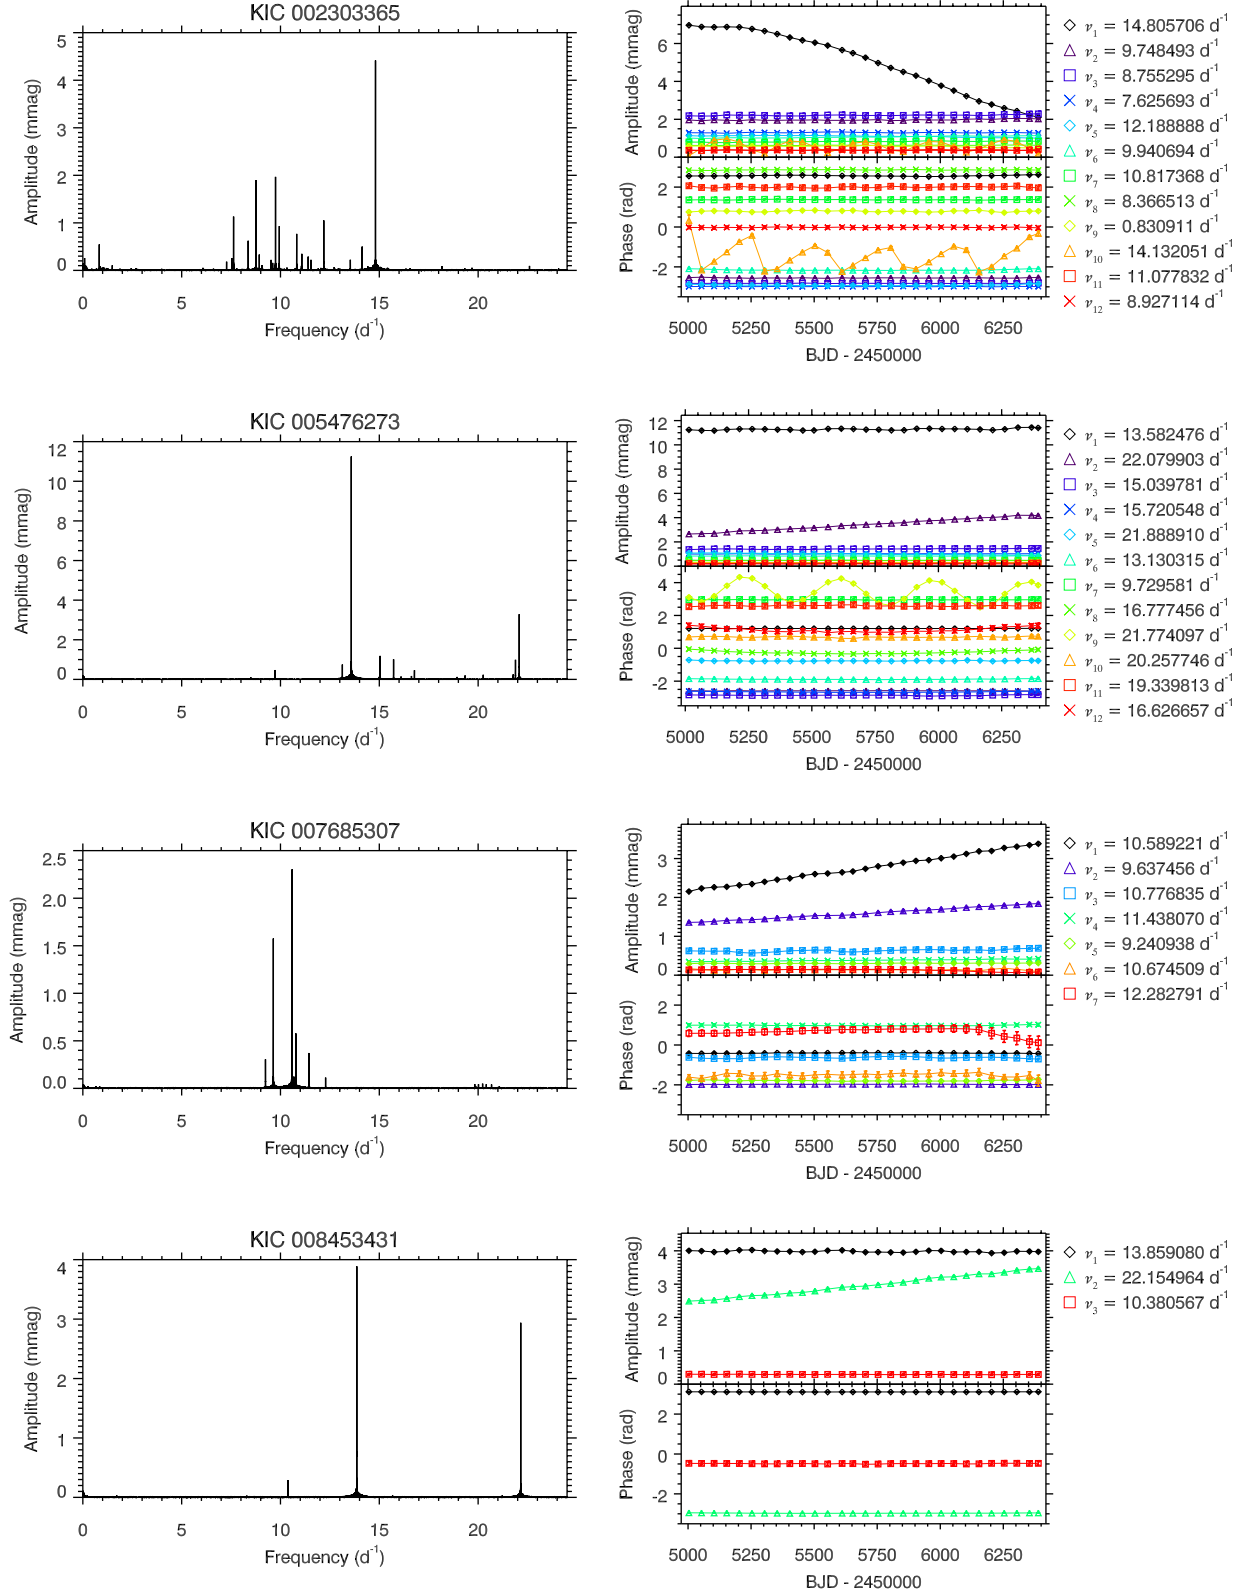 KIC 002303365
Amplitude (mmag)
5
4
3
2
1
0
0 5 10 15 20
Frequency (d⁻¹)
Amplitude (mmag)
6
4
2
0
Phase (rad)
2
0
-2
5000 5250 5500 5750 6000 6250
BJD - 2450000
ν₁ = 14.805706 d⁻¹
ν₂ = 9.748493 d⁻¹
ν₃ = 8.755295 d⁻¹
ν₄ = 7.625693 d⁻¹
ν₅ = 12.188888 d⁻¹
ν₆ = 9.940694 d⁻¹
ν₇ = 10.817368 d⁻¹
ν₈ = 8.366513 d⁻¹
ν₉ = 0.830911 d⁻¹
ν₁₀ = 14.132051 d⁻¹
ν₁₁ = 11.077832 d⁻¹
ν₁₂ = 8.927114 d⁻¹
KIC 005476273
Amplitude (mmag)
12
10
8
6
4
2
0
0 5 10 15 20
Frequency (d⁻¹)
Amplitude (mmag)
12
10
8
6
4
2
0
Phase (rad)
4
2
0
-2
5000 5250 5500 5750 6000 6250
BJD - 2450000
ν₁ = 13.582476 d⁻¹
ν₂ = 22.079903 d⁻¹
ν₃ = 15.039781 d⁻¹
ν₄ = 15.720548 d⁻¹
ν₅ = 21.888910 d⁻¹
ν₆ = 13.130315 d⁻¹
ν₇ = 9.729581 d⁻¹
ν₈ = 16.777456 d⁻¹
ν₉ = 21.774097 d⁻¹
ν₁₀ = 20.257746 d⁻¹
ν₁₁ = 19.339813 d⁻¹
ν₁₂ = 16.626657 d⁻¹
KIC 007685307
Amplitude (mmag)
2.5
2.0
1.5
1.0
0.5
0.0
0 5 10 15 20
Frequency (d⁻¹)
Amplitude (mmag)
3
2
1
0
Phase (rad)
2
0
-2
5000 5250 5500 5750 6000 6250
BJD - 2450000
ν₁ = 10.589221 d⁻¹
ν₂ = 9.637456 d⁻¹
ν₃ = 10.776835 d⁻¹
ν₄ = 11.438070 d⁻¹
ν₅ = 9.240938 d⁻¹
ν₆ = 10.674509 d⁻¹
ν₇ = 12.282791 d⁻¹
KIC 008453431
Amplitude (mmag)
4
3
2
1
0
0 5 10 15 20
Frequency (d⁻¹)
Amplitude (mmag)
4
3
2
1
0
Phase (rad)
2
0
-2
5000 5250 5500 5750 6000 6250
BJD - 2450000
ν₁ = 13.859080 d⁻¹
ν₂ = 22.154964 d⁻¹
ν₃ = 10.380567 d⁻¹